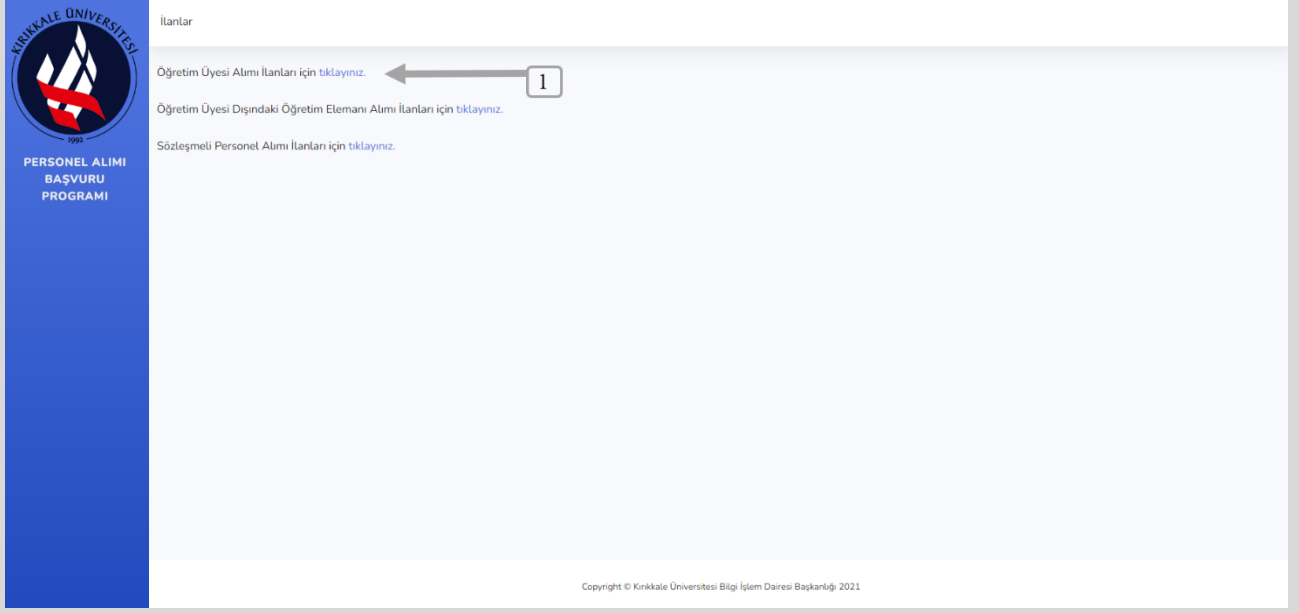 KIRIKKALE ÜNİVERSİTESİ
1992
PERSONEL ALIMI
BAŞVURU
PROGRAMI
İlanlar
Öğretim Üyesi Alımı İlanları için tıklayınız.
1
Öğretim Üyesi Dışındaki Öğretim Elemanı Alımı İlanları için tıklayınız.
Sözleşmeli Personel Alımı İlanları için tıklayınız.
Copyright © Kırıkkale Üniversitesi Bilgi İşlem Dairesi Başkanlığı 2021